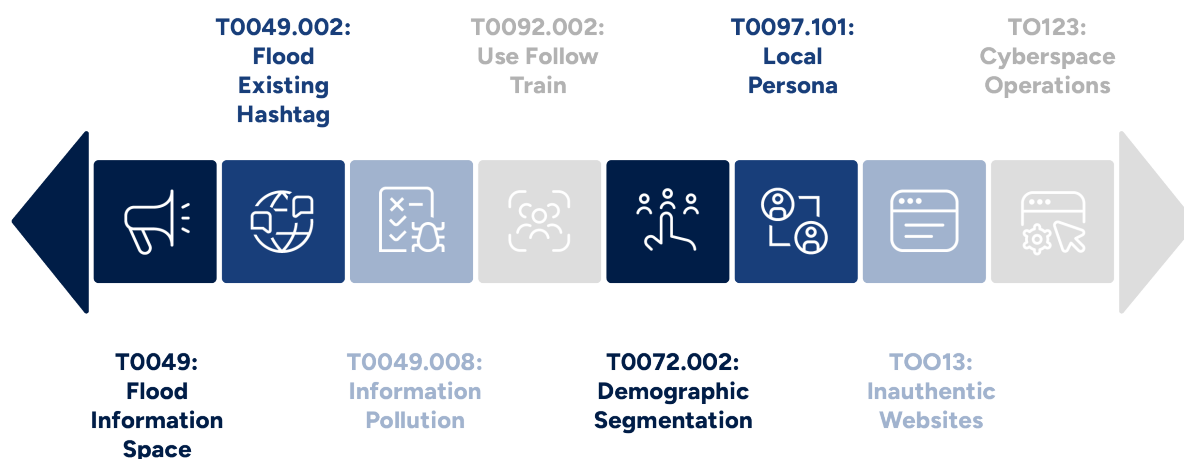 T0049.002:
Flood
Existing
Hashtag
T0092.002:
Use Follow
Train
T0097.101:
Local
Persona
TO123:
Cyberspace
Operations
T0049:
Flood
Information
Space
T0049.008:
Information
Pollution
T0072.002:
Demographic
Segmentation
TOO13:
Inauthentic
Websites